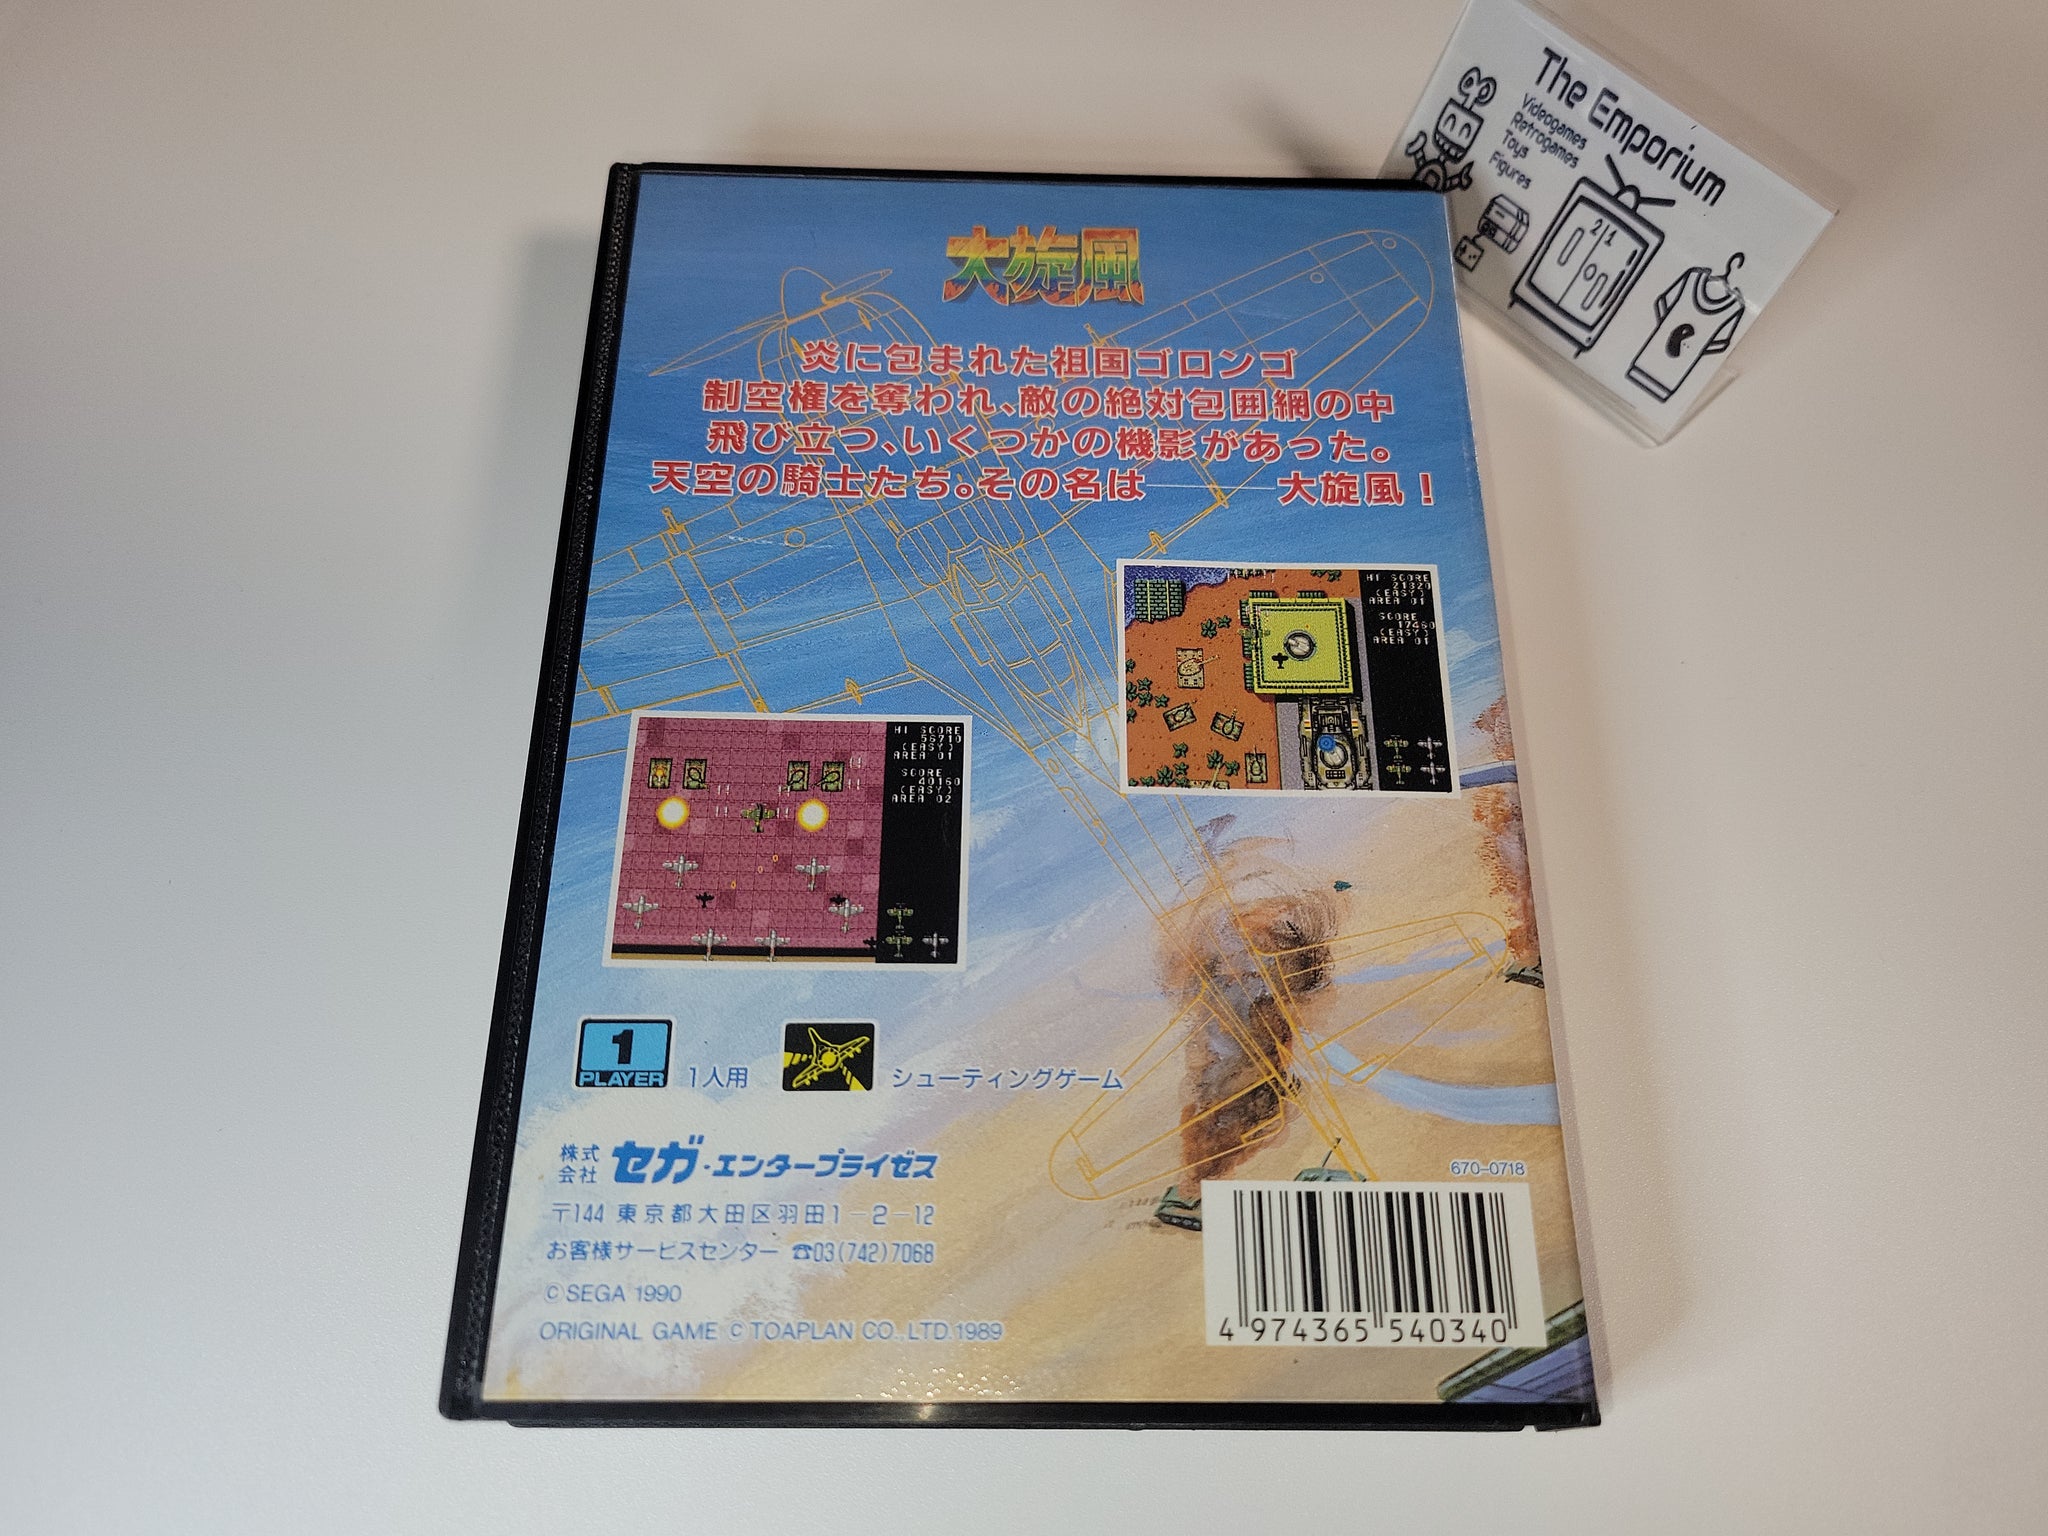 The Emporium
Videogames
Retrogames
Toys
Figures
21
大旋風
炎に包まれた祖国ゴロンゴ
制空権を奪われ、敵の絶対包囲網の中
飛び立つ、いくつかの機影があった。
天空の騎士たち。その名は――大旋風！
HI SCORE
21320
(EASY)
AREA 01
SCORE
17460
(EASY)
AREA 01
HI SCORE
56710
(EASY)
AREA 01
SCORE
40160
(EASY)
AREA 02
1
PLAYER
1人用
シューティングゲーム
株式会社 セガ・エンタープライゼス
〒144 東京都大田区羽田1-2-12
お客様サービスセンター ☎03(742)7068
© SEGA 1990
ORIGINAL GAME © TOAPLAN CO.,LTD.1989
670-0718
4 974365 540340